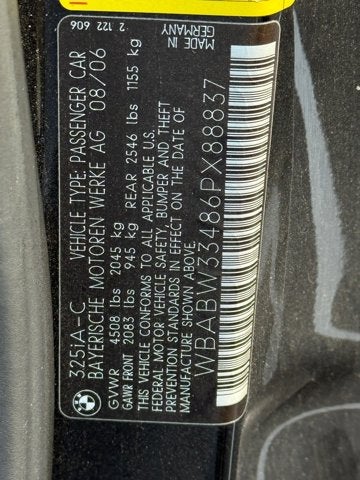 BMW
2 122 606
MADE IN
GERMANY
325IA-C VEHICLE TYPE: PASSENGER CAR
BAYERISCHE MOTOREN WERKE AG 08/06
GVWR 4508 lbs 2045 kg
GAWR FRONT 2083 lbs 945 kg REAR 2546 lbs 1155 kg
THIS VEHICLE CONFORMS TO ALL APPLICABLE U.S.
FEDERAL MOTOR VEHICLE SAFETY, BUMPER AND THEFT
PREVENTION STANDARDS IN EFFECT ON THE DATE OF
MANUFACTURE SHOWN ABOVE.
WBABW33486PX88837